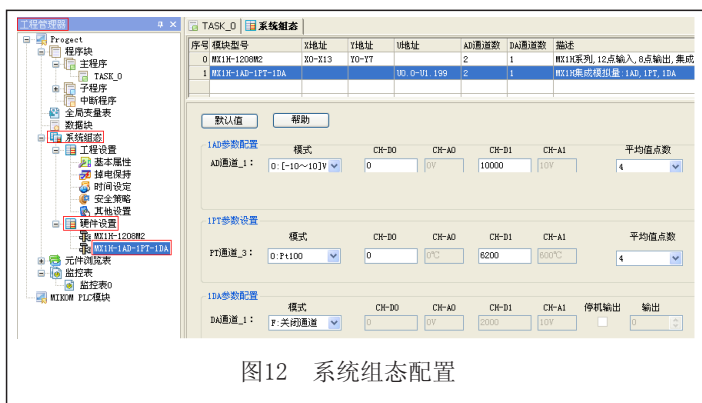 工程管理器
Progect
程序块
主程序
TASK_0
子程序
中断程序
全局变量表
数据块
系统组态
工程设置
基本属性
掉电保持
时间设定
安全策略
其他设置
硬件设置
MX1H-1208M2
MX1H-1AD-1PT-1DA
元件浏览表
监控表
监控表0
MIKOM PLC模块
TASK_0 系统组态
序号 模块型号 X地址 Y地址 U地址 AD通道数 DA通道数 描述
0 MX1H-1208M2 X0-X13 Y0-Y7 2 1 MX1H系列,12点输入,8点输出,集成
1 MX1H-1AD-1PT-1DA U0.0-U1.199 2 1 MX1H集成模拟量:1AD,1PT,1DA
默认值 帮助
1AD参数配置
模式 CH-D0 CH-A0 CH-D1 CH-A1 平均值点数
AD通道_1： 0:[-10～10]V 0 0V 10000 10V 4
1PT参数设置
模式 CH-D0 CH-A0 CH-D1 CH-A1 平均值点数
PT通道_3： 0:Pt100 0 0℃ 6200 600℃ 4
1DA参数配置
模式 CH-D0 CH-A0 CH-D1 CH-A1 停机输出 输出
DA通道_1： F:关闭通道 0 0V 2000 10V 0
图12 系统组态配置